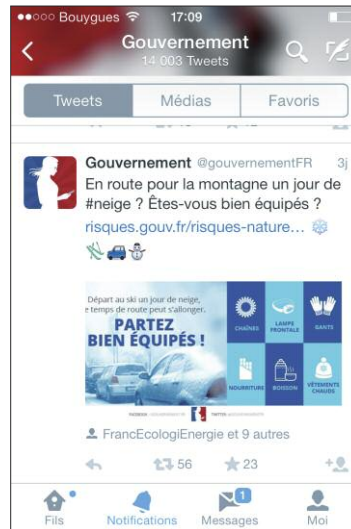 Bouygues 17:09
Gouvernement
14 003 Tweets
Tweets Médias Favoris
Gouvernement @gouvernementFR 3j
En route pour la montagne un jour de
#neige ? Êtes-vous bien équipés ?
risques.gouv.fr/risques-nature...
Départ au ski un jour de neige,
e temps de route peut s'allonger.
PARTEZ
BIEN ÉQUIPÉS !
CHAÎNES LAMPE FRONTALE GANTS
NOURRITURE BOISSON VÊTEMENTS CHAUDS
FrancEcologiEnergie et 9 autres
56 23
1
Fils Notifications Messages Moi